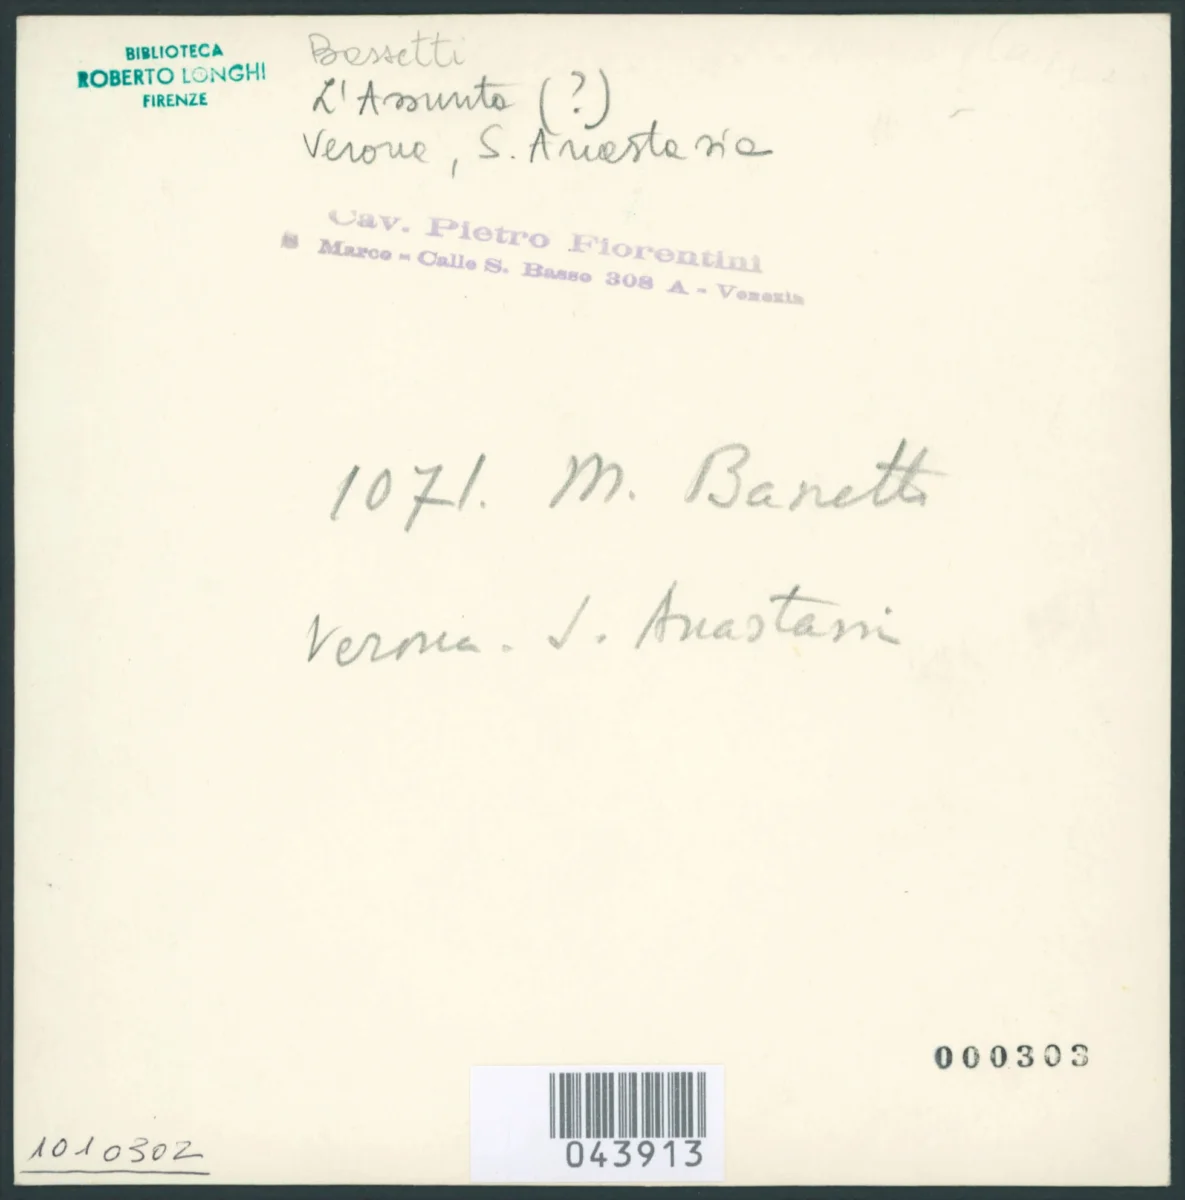 BIBLIOTECA
ROBERTO LONGHI
FIRENZE
Bassetti
L'Assunta (?)
Verona, S. Anastasia
Cav. Pietro Fiorentini
S Marco - Calle S. Basso 308 A - Venezia
1071. M. Bassetti
Verona. S. Anastasia
000303
1010302
043913